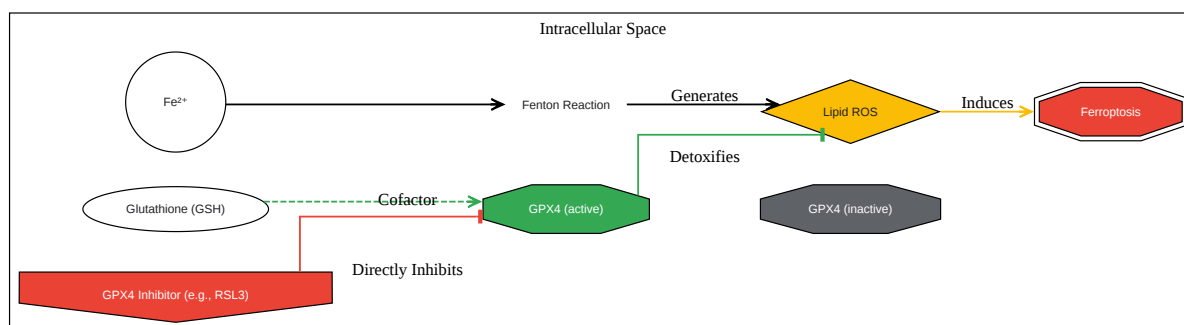 Intracellular Space
Fe²⁺
Fenton Reaction
Generates
Lipid ROS
Induces
Ferroptosis
Detoxifies
Glutathione (GSH)
Cofactor
GPX4 (active)
GPX4 (inactive)
Directly Inhibits
GPX4 Inhibitor (e.g., RSL3)